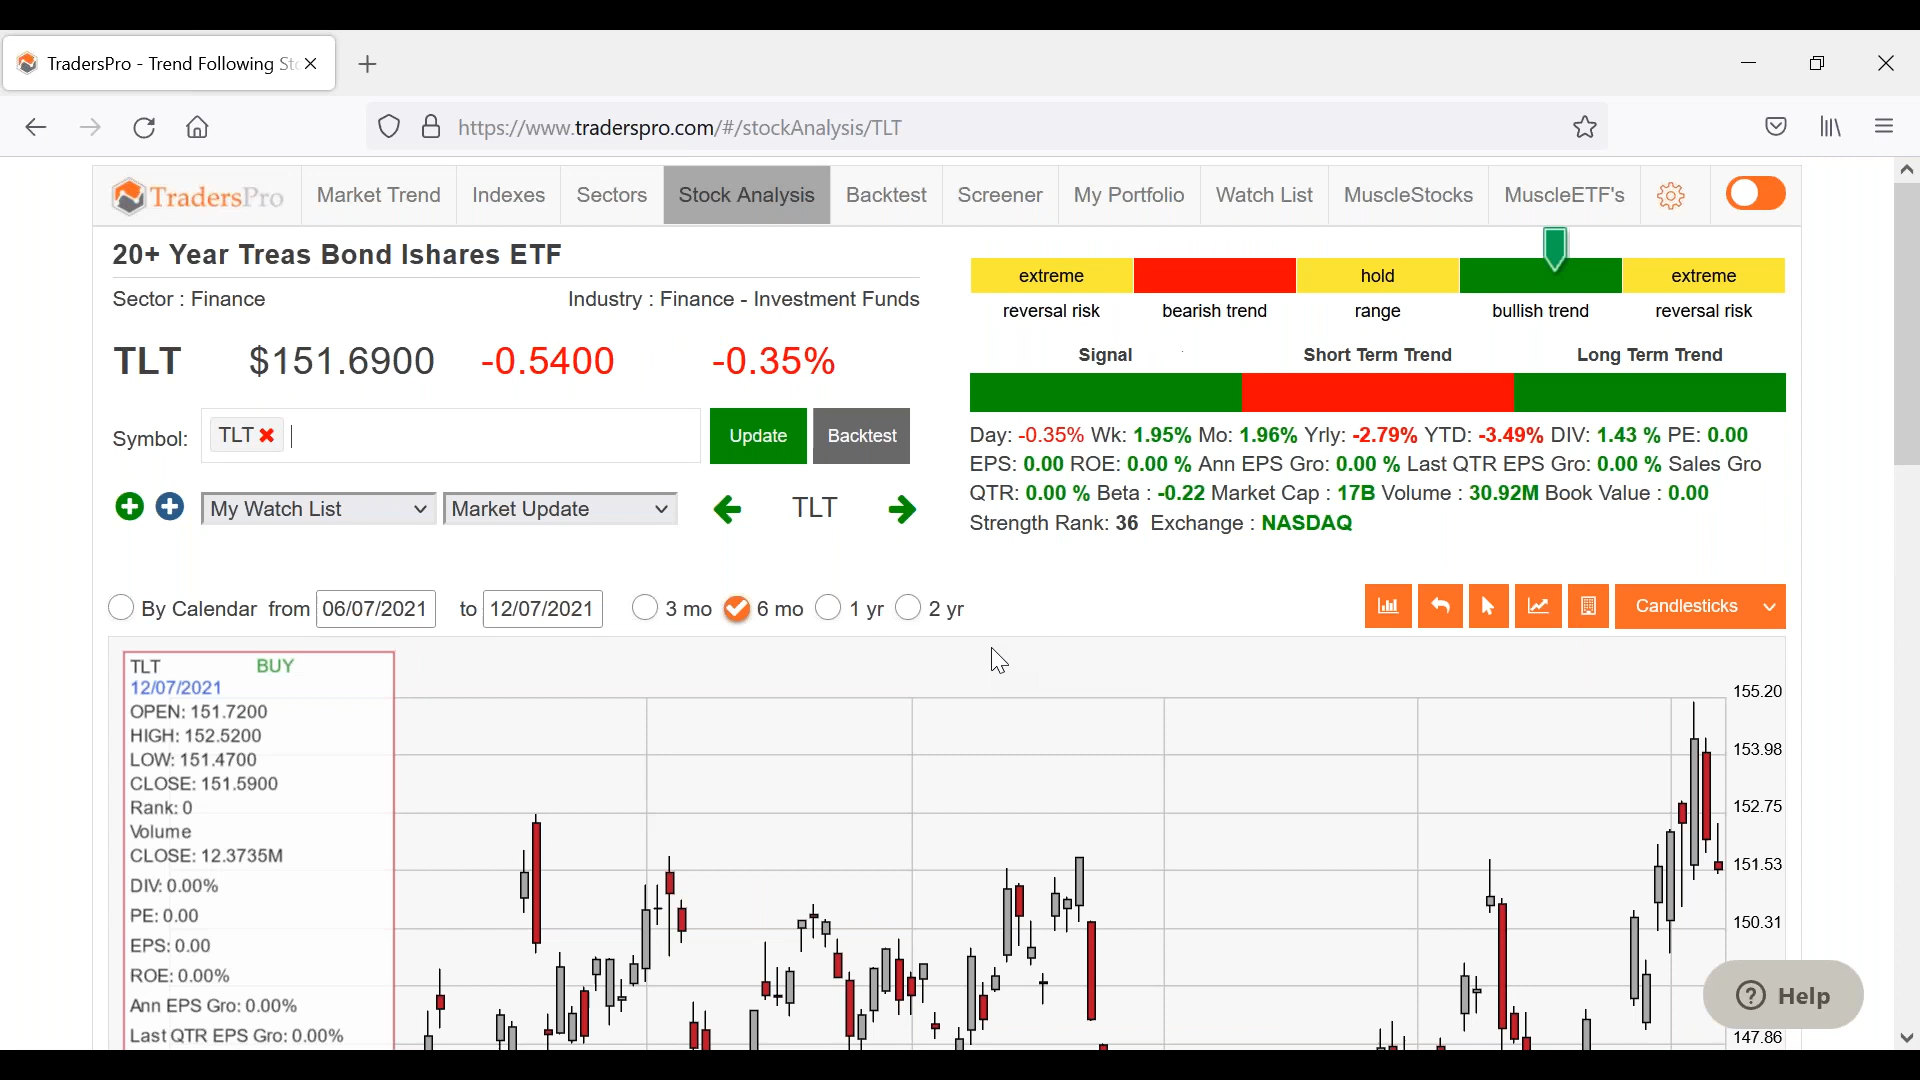 TradersPro - Trend Following Sto
https://www.traderspro.com/#/stockAnalysis/TLT
TradersPro Market Trend Indexes Sectors Stock Analysis Backtest Screener My Portfolio Watch List MuscleStocks MuscleETF's
20+ Year Treas Bond Ishares ETF
Sector : Finance Industry : Finance - Investment Funds
TLT $151.6900 -0.5400 -0.35%
Symbol: TLT Update Backtest
My Watch List Market Update TLT
extreme hold extreme
reversal risk bearish trend range bullish trend reversal risk
Signal Short Term Trend Long Term Trend
Day: -0.35% Wk: 1.95% Mo: 1.96% Yrly: -2.79% YTD: -3.49% DIV: 1.43 % PE: 0.00
EPS: 0.00 ROE: 0.00 % Ann EPS Gro: 0.00 % Last QTR EPS Gro: 0.00 % Sales Gro
QTR: 0.00 % Beta : -0.22 Market Cap : 17B Volume : 30.92M Book Value : 0.00
Strength Rank: 36 Exchange : NASDAQ
By Calendar from 06/07/2021 to 12/07/2021 3 mo 6 mo 1 yr 2 yr Candlesticks
TLT BUY
12/07/2021
OPEN: 151.7200
HIGH: 152.5200
LOW: 151.4700
CLOSE: 151.5900
Rank: 0
Volume
CLOSE: 12.3735M
DIV: 0.00%
PE: 0.00
EPS: 0.00
ROE: 0.00%
Ann EPS Gro: 0.00%
Last QTR EPS Gro: 0.00%
155.20
153.98
152.75
151.53
150.31
147.86
Help